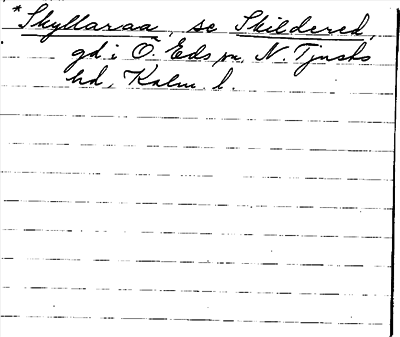 *Skyllaraa, se Skildered,
gd i Ö. Eds sn, N. Tjusts
hd, Kalm. l.